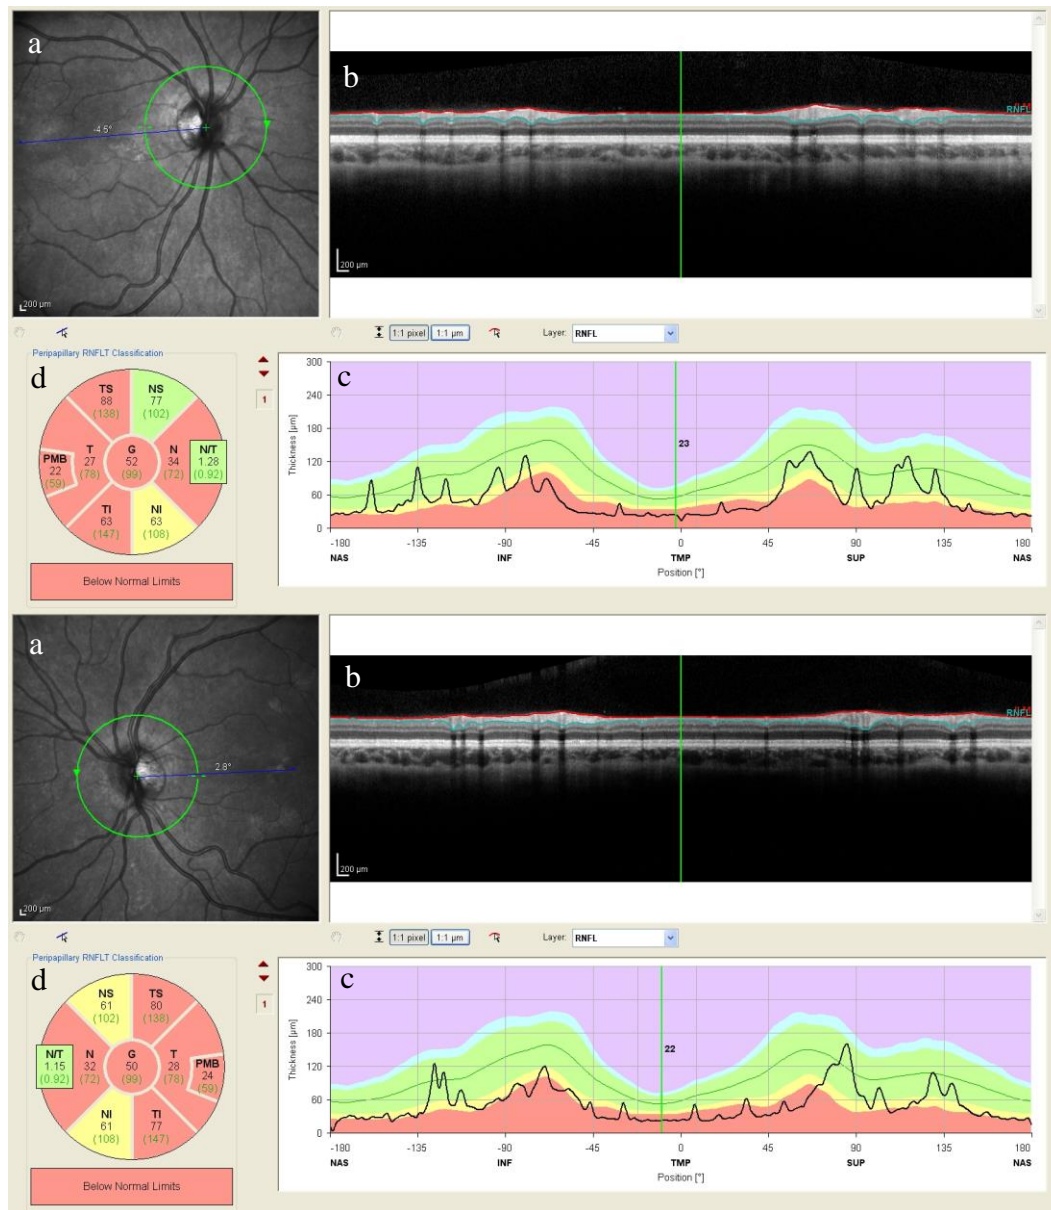 a
-4.5°
200 µm
b
RNFL
200 µm
1:1 pixel 1:1 µm Layer: RNFL
Peripapillary RNFLT Classification
d
TS
88
(138)
NS
77
(102)
PMB
22
(59)
T
27
(78)
G
52
(99)
N
34
(72)
N/T
1.28
(0.92)
TI
63
(147)
NI
63
(108)
Below Normal Limits
1
c
Thickness [µm]
300
240
180
120
60
0
23
-180 -135 -90 -45 0 45 90 135 180
NAS INF TMP SUP NAS
Position [°]
a
2.8°
200 µm
b
RNFL
200 µm
1:1 pixel 1:1 µm Layer: RNFL
Peripapillary RNFLT Classification
d
NS
61
(102)
TS
80
(138)
N/T
1.15
(0.92)
N
32
(72)
G
50
(99)
T
28
(78)
PMB
24
(59)
NI
61
(108)
TI
77
(147)
Below Normal Limits
1
c
Thickness [µm]
300
240
180
120
60
0
22
-180 -135 -90 -45 0 45 90 135 180
NAS INF TMP SUP NAS
Position [°]